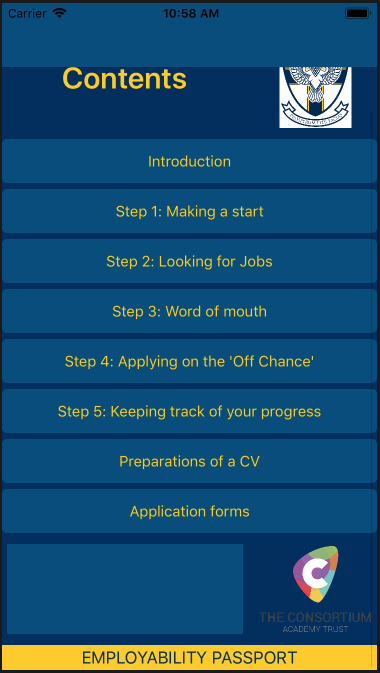 Carrier 10:58 AM
Contents
Introduction
Step 1: Making a start
Step 2: Looking for Jobs
Step 3: Word of mouth
Step 4: Applying on the 'Off Chance'
Step 5: Keeping track of your progress
Preparations of a CV
Application forms
C
THE CONSORTIUM
ACADEMY TRUST
EMPLOYABILITY PASSPORT